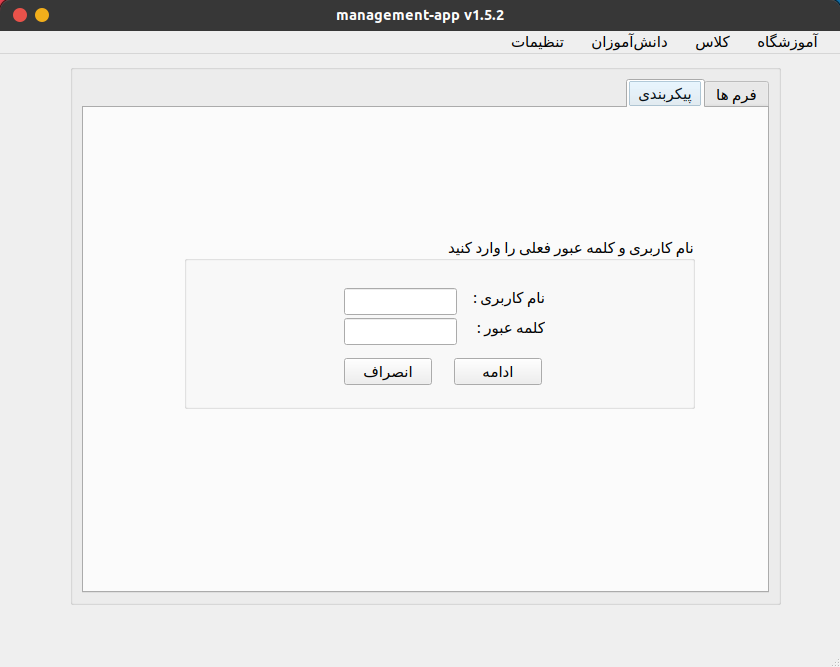 management-app v1.5.2
آموزشگاه کلاس دانش‌آموزان تنظیمات
فرم ها پیکربندی
نام کاربری و کلمه عبور فعلی را وارد کنید
نام کاربری :
کلمه عبور :
ادامه انصراف